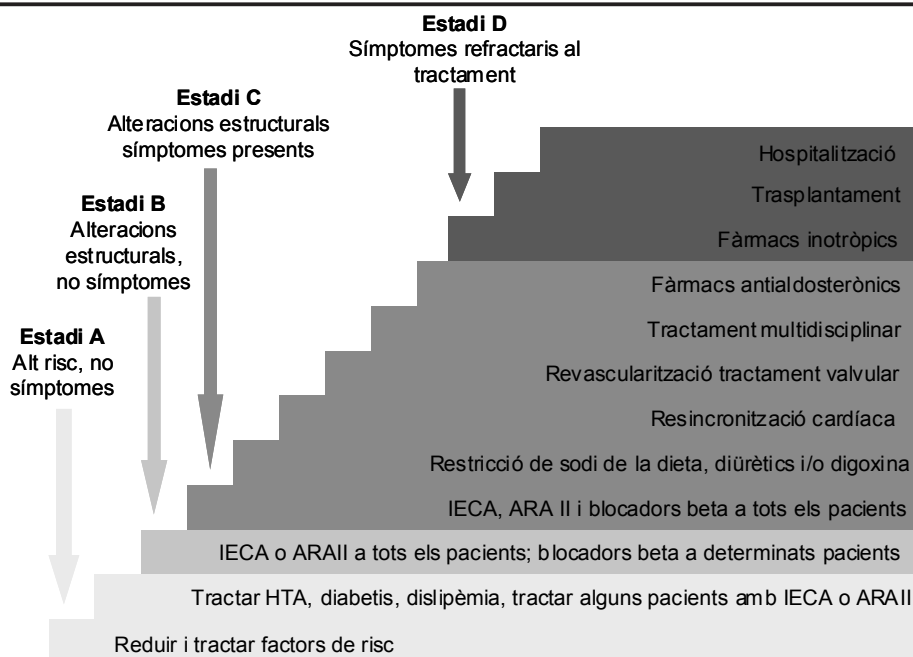 Estadi D
Símptomes refractaris al
tractament
Estadi C
Alteracions estructurals
símptomes presents
Estadi B
Alteracions
estructurals,
no símptomes
Estadi A
Alt risc, no
símptomes
Hospitalització
Trasplantament
Fàrmacs inotròpics
Fàrmacs antialdosterònics
Tractament multidisciplinar
Revascularització tractament valvular
Resincronització cardíaca
Restricció de sodi de la dieta, diürètics i/o digoxina
IECA, ARA II i blocadors beta a tots els pacients
IECA o ARAII a tots els pacients; blocadors beta a determinats pacients
Tractar HTA, diabetis, dislipèmia, tractar alguns pacients amb IECA o ARAII
Reduir i tractar factors de risc